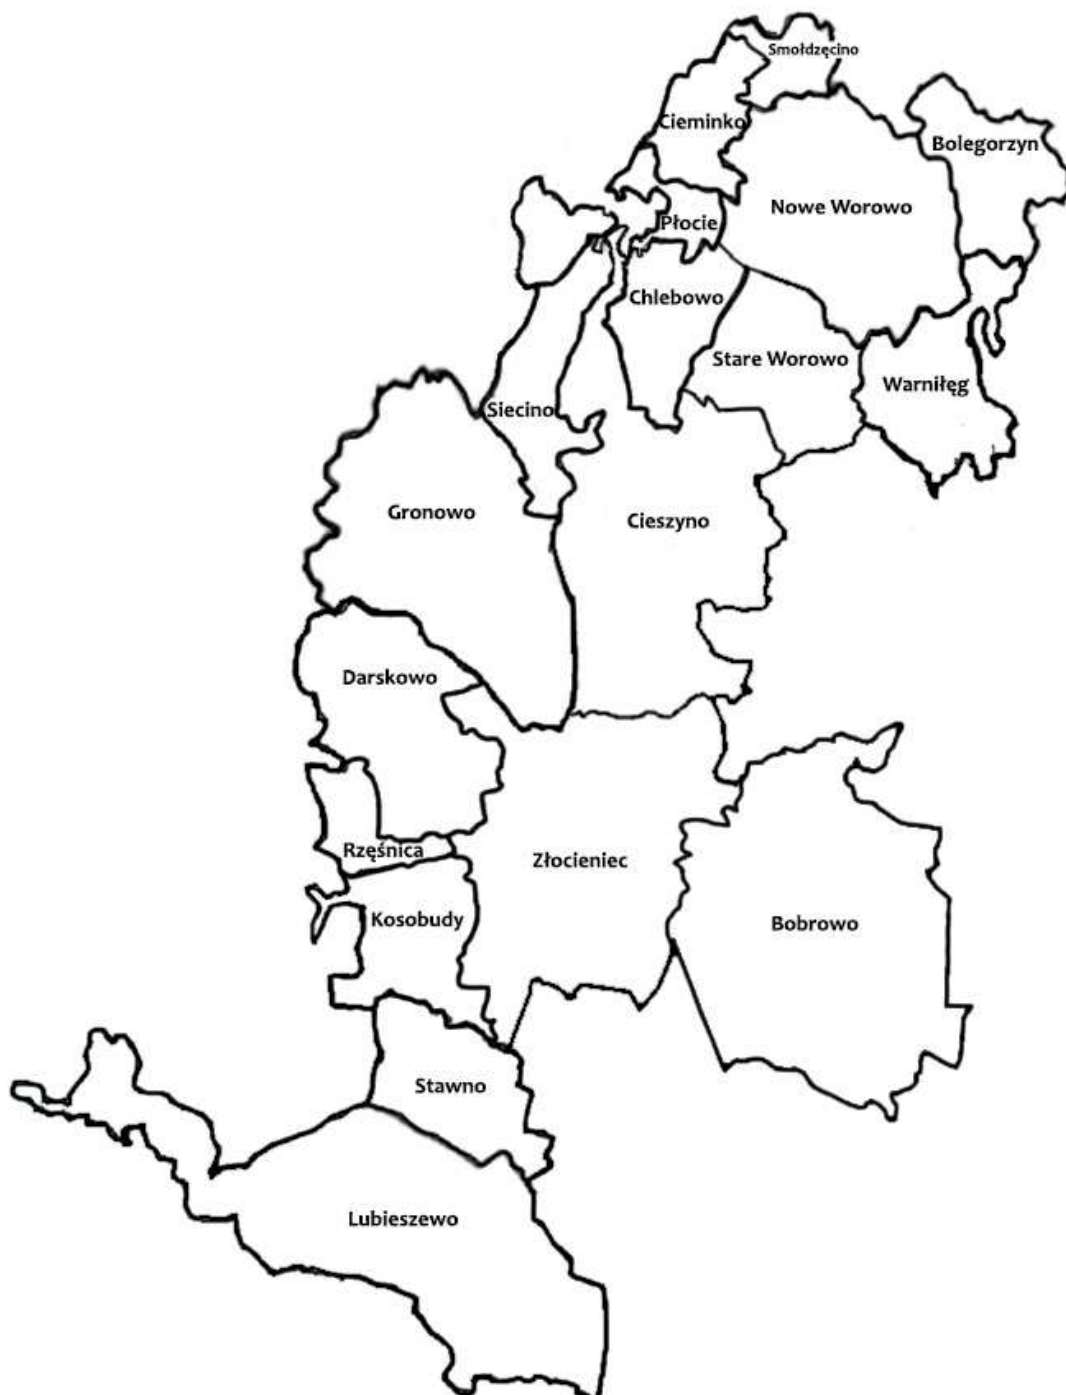 Smołdzęcino
Cieminko
Bolegorzyn
Nowe Worowo
Płocie
Chlebowo
Stare Worowo
Warniłęg
Siecino
Gronowo
Cieszyno
Darskowo
Rzęśnica
Złocieniec
Kosobudy
Bobrowo
Stawno
Lubieszewo